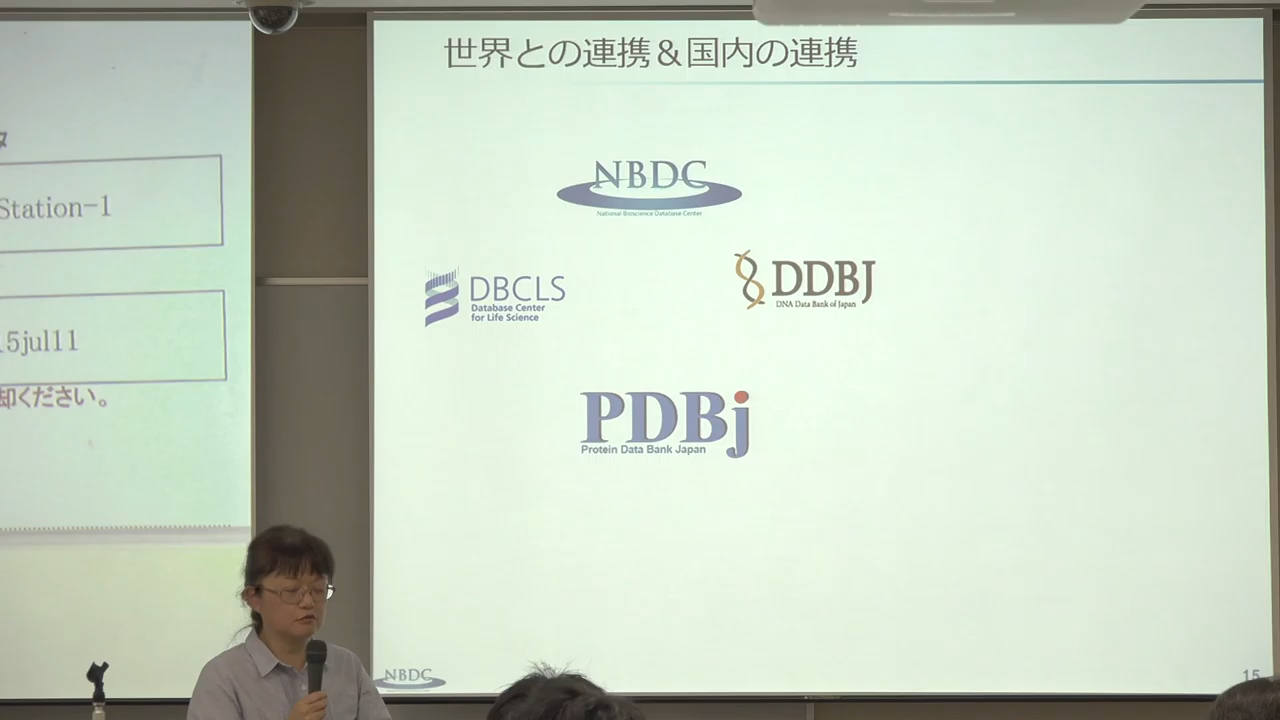 Station-1
5jul11
却ください。
世界との連携＆国内の連携
NBDC
National Bioscience Database Center
DBCLS
Database Center
for Life Science
DDBJ
DNA Data Bank of Japan
PDBj
Protein Data Bank Japan
NBDC
15